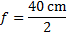 f = 40 cm / 2